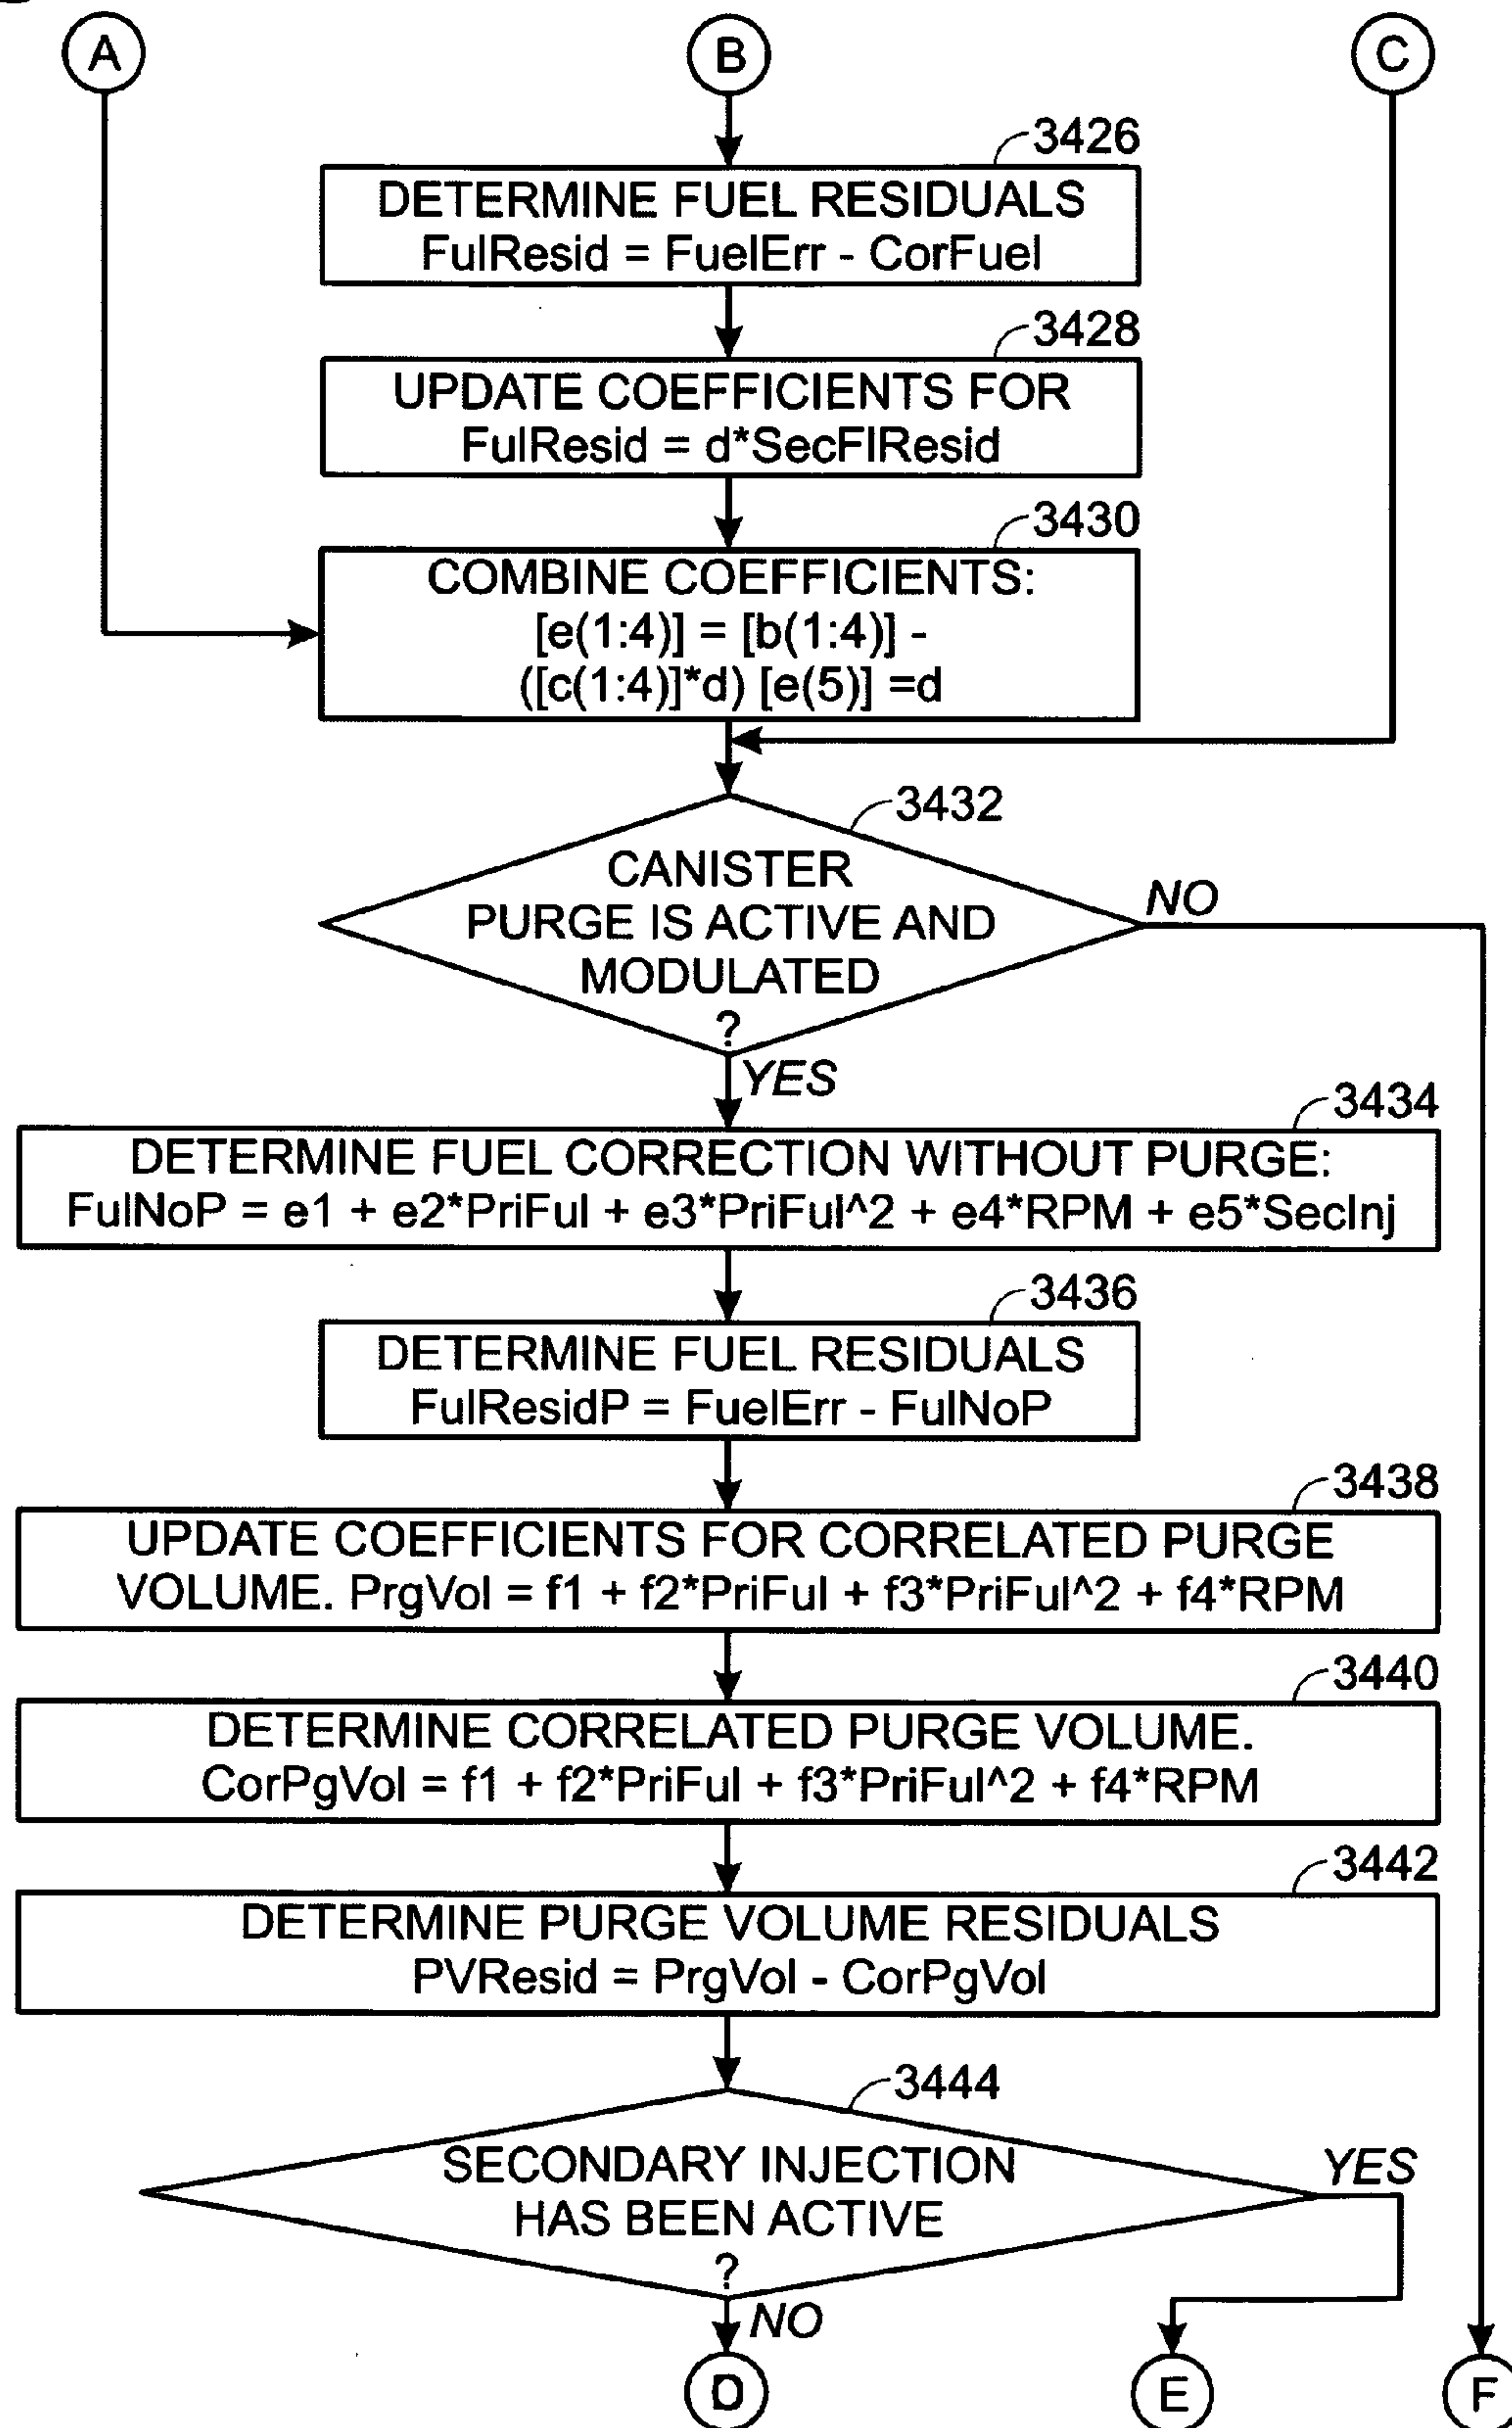 A
B
C
3426
DETERMINE FUEL RESIDUALS
FulResid = FuelErr - CorFuel
3428
UPDATE COEFFICIENTS FOR
FulResid = d*SecFlResid
3430
COMBINE COEFFICIENTS:
[e(1:4)] = [b(1:4)] -
([c(1:4)]*d) [e(5)] =d
3432
CANISTER
PURGE IS ACTIVE AND
MODULATED
?
NO
YES
3434
DETERMINE FUEL CORRECTION WITHOUT PURGE:
FulNoP = e1 + e2*PriFul + e3*PriFul^2 + e4*RPM + e5*SecInj
3436
DETERMINE FUEL RESIDUALS
FulResidP = FuelErr - FulNoP
3438
UPDATE COEFFICIENTS FOR CORRELATED PURGE
VOLUME. PrgVol = f1 + f2*PriFul + f3*PriFul^2 + f4*RPM
3440
DETERMINE CORRELATED PURGE VOLUME.
CorPgVol = f1 + f2*PriFul + f3*PriFul^2 + f4*RPM
3442
DETERMINE PURGE VOLUME RESIDUALS
PVResid = PrgVol - CorPgVol
3444
SECONDARY INJECTION
HAS BEEN ACTIVE
?
YES
NO
D
E
F